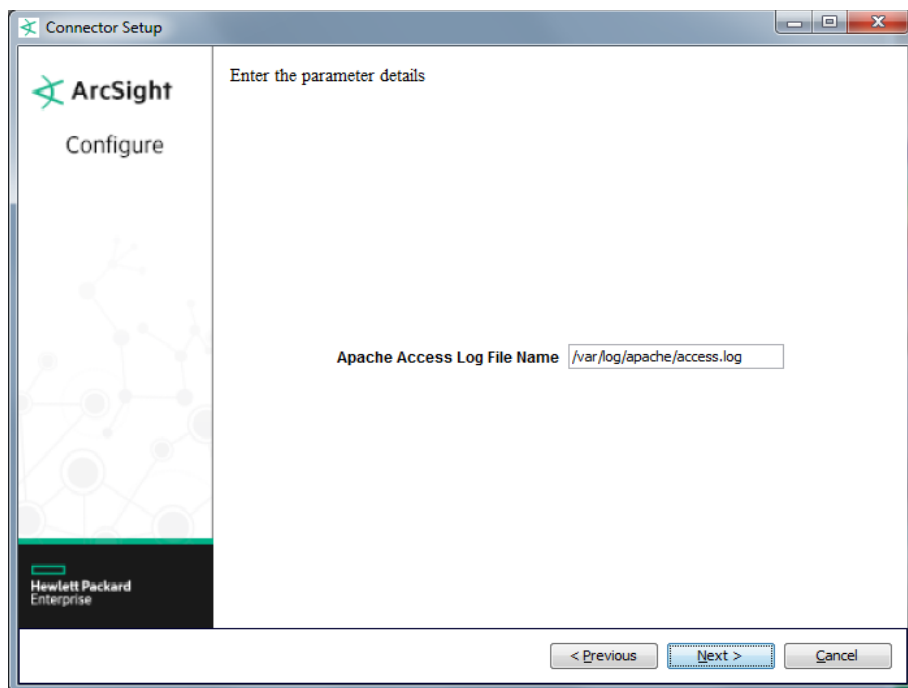 Connector Setup
ArcSight
Configure
Enter the parameter details
Apache Access Log File Name /var/log/apache/access.log
Hewlett Packard
Enterprise
< Previous Next > Cancel